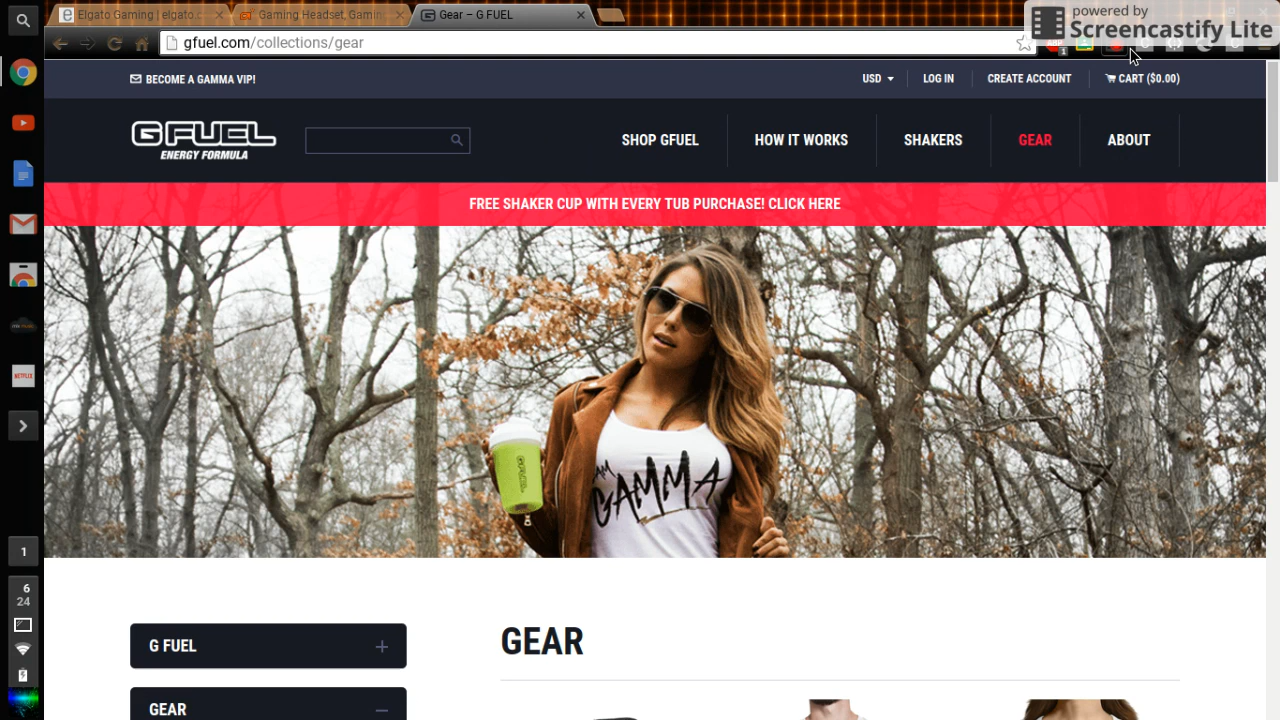 Elgato Gaming | elgato.c
Gaming Headset, Gamin
Gear – G FUEL
powered by
Screencastify Lite
gfuel.com/collections/gear
BECOME A GAMMA VIP!
USD
LOG IN
CREATE ACCOUNT
CART ($0.00)
G FUEL
ENERGY FORMULA
SHOP GFUEL
HOW IT WORKS
SHAKERS
GEAR
ABOUT
FREE SHAKER CUP WITH EVERY TUB PURCHASE! CLICK HERE
GFUEL
GAMMA
NETFLIX
1
6
24
G FUEL
GEAR
GEAR